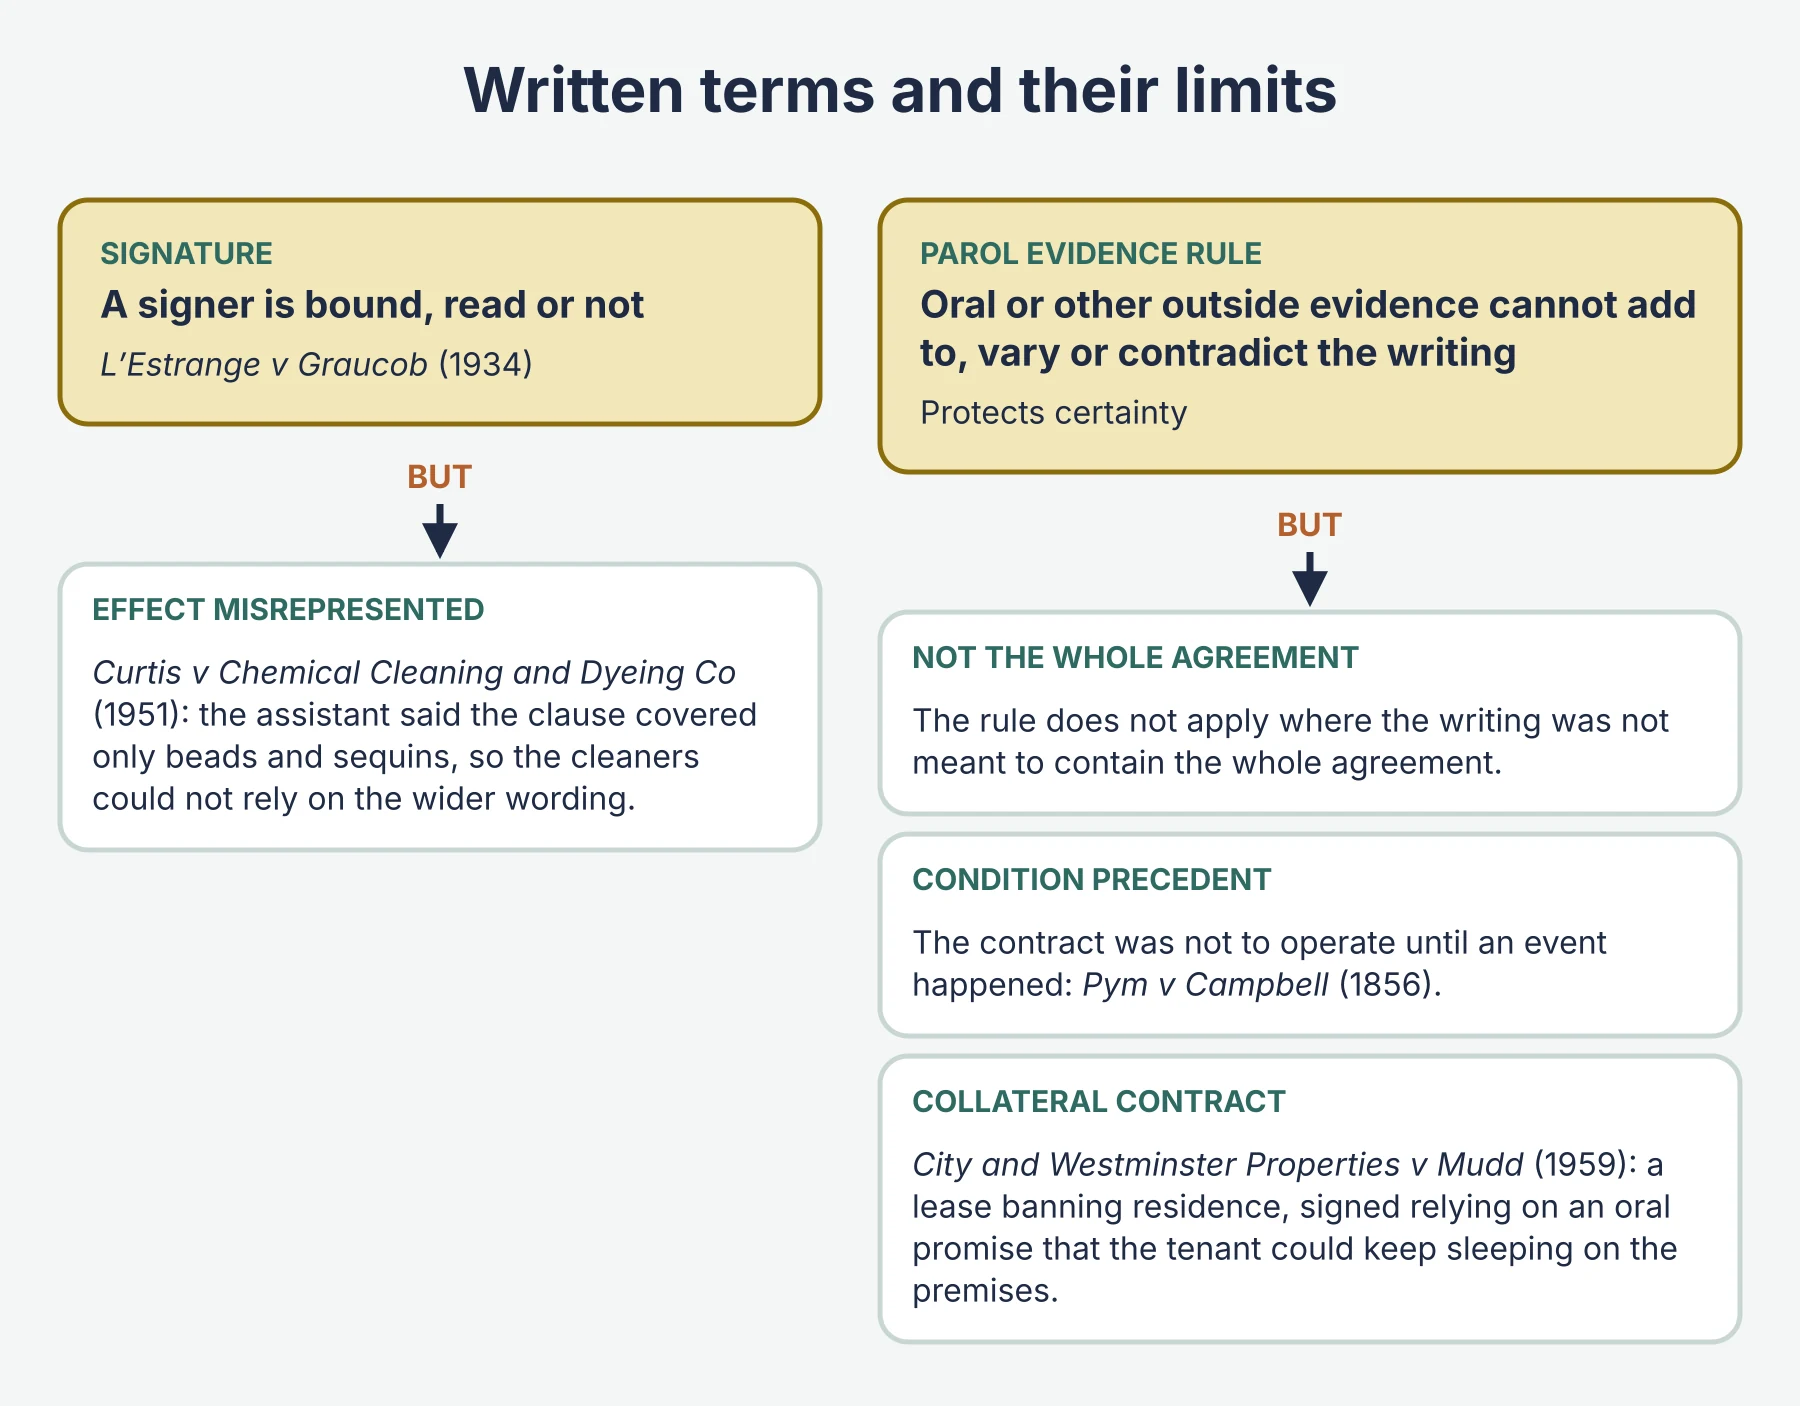 Written terms and their limits
SIGNATURE
A signer is bound, read or not
L’Estrange v Graucob (1934)
BUT
EFFECT MISREPRESENTED
Curtis v Chemical Cleaning and Dyeing Co
(1951): the assistant said the clause covered
only beads and sequins, so the cleaners
could not rely on the wider wording.
PAROL EVIDENCE RULE
Oral or other outside evidence cannot add
to, vary or contradict the writing
Protects certainty
BUT
NOT THE WHOLE AGREEMENT
The rule does not apply where the writing was not
meant to contain the whole agreement.
CONDITION PRECEDENT
The contract was not to operate until an event
happened: Pym v Campbell (1856).
COLLATERAL CONTRACT
City and Westminster Properties v Mudd (1959): a
lease banning residence, signed relying on an oral
promise that the tenant could keep sleeping on the
premises.